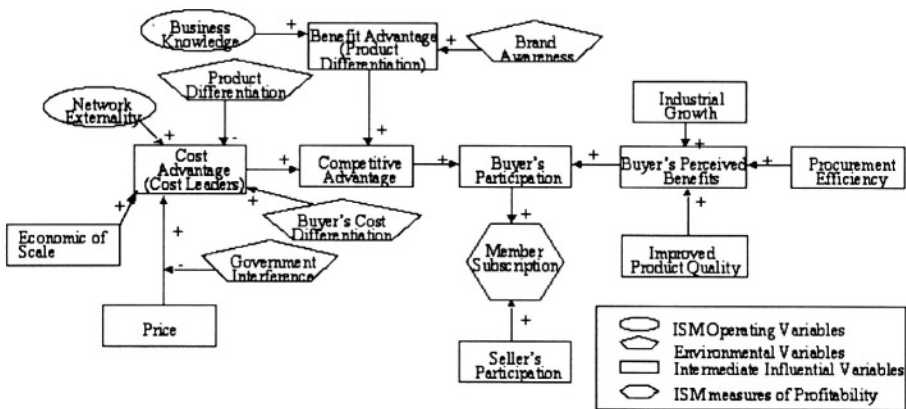 Business
Knowledge
+
Benefit Advantage
(Product
Differentiation)
+
Brand
Awareness
Product
Differentiation
Network
Externality
+
-
+
Industrial
Growth
+
Cost
Advantage
(Cost Leaders)
+
Competitive
Advantage
+
Buyer's
Participation
+
Buyer's Perceived
Benefits
+
Procurement
Efficiency
+
+
Buyer's Cost
Differentiation
+
+
Economic of
Scale
+
-
Government
Interference
Member
Subscription
Improved
Product Quality
Price
+
Seller's
Participation
ISM Operating Variables
Environmental Variables
Intermediate Influential Variables
ISM measures of Profitability